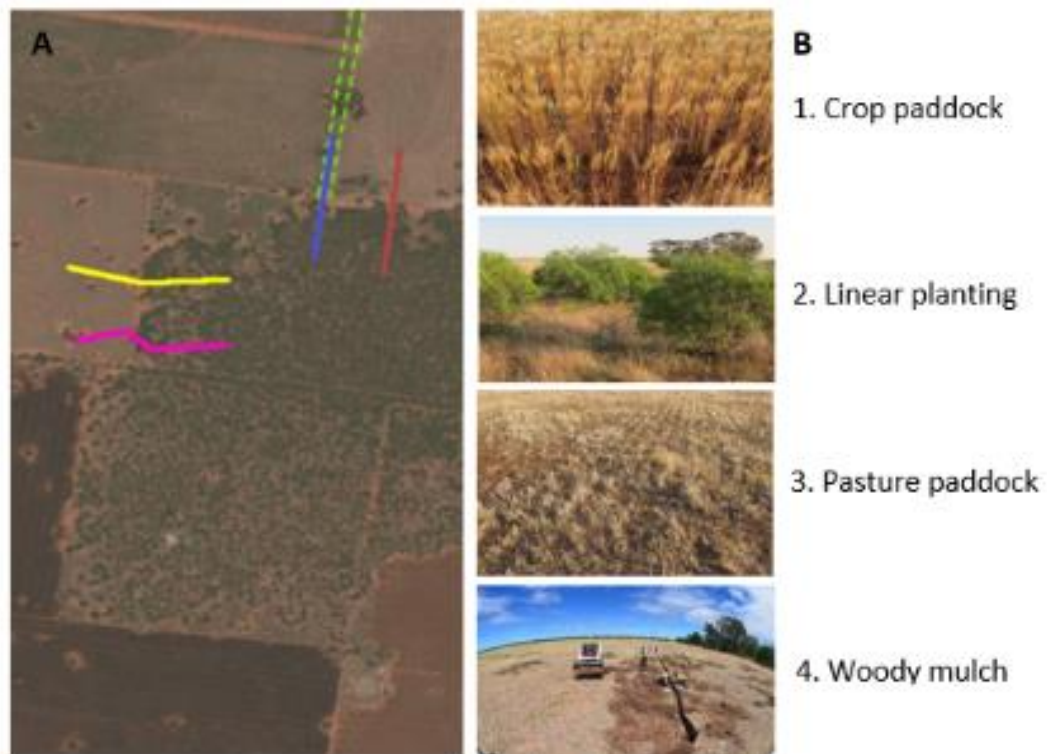 A
B
1. Crop paddock
2. Linear planting
3. Pasture paddock
4. Woody mulch